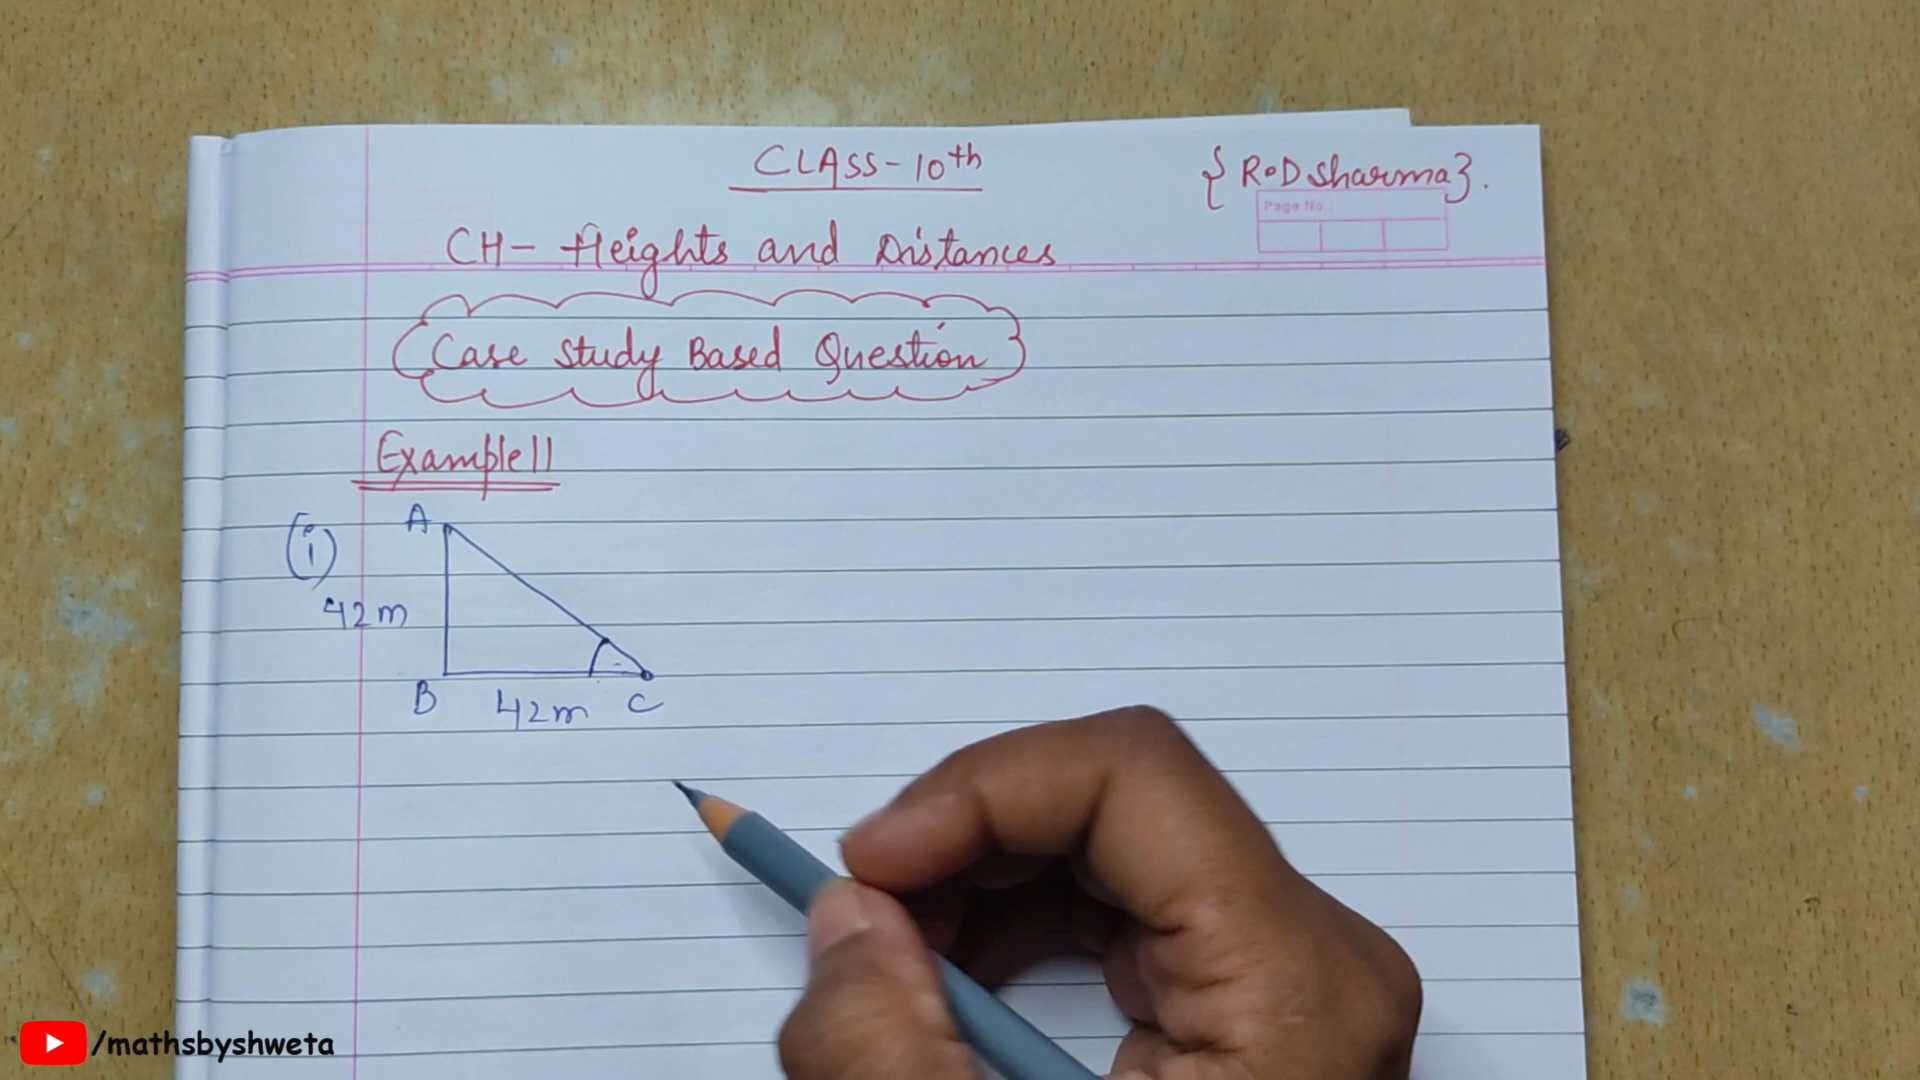 CLASS-10th
{R.D Sharma}.
Page No...
CH- Heights and Distances
Case Study Based Question
Example 11
(i)
A
42m
B 42m C
/mathsbyshweta